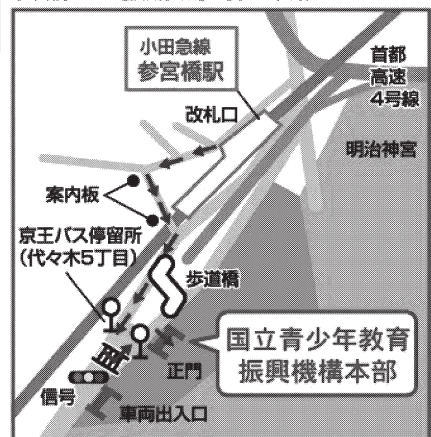 小田急線
参宮橋駅
首都
高速
4号線
改札口
明治神宮
案内板
京王バス停留所
(代々木5丁目)
歩道橋
国立青少年教育
振興機構本部
正門
信号
車両出入口